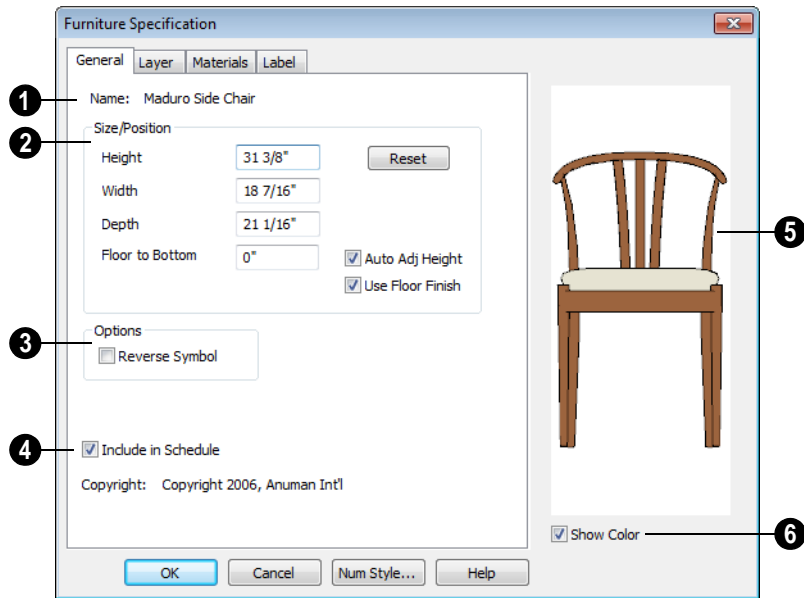 Furniture Specification
General Layer Materials Label
1 Name: Maduro Side Chair
2 Size/Position
Height 31 3/8" Reset
Width 18 7/16"
Depth 21 1/16"
Floor to Bottom 0" Auto Adj Height
Use Floor Finish
5
3 Options
Reverse Symbol
4 Include in Schedule
Copyright: Copyright 2006, Anuman Int'l
Show Color 6
OK Cancel Num Style... Help